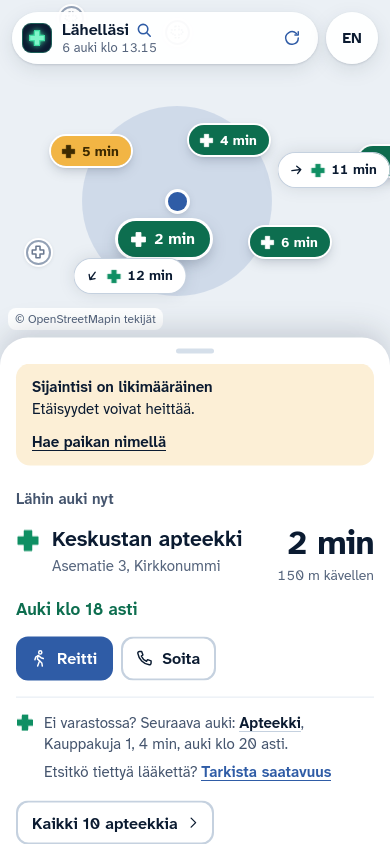 Lähelläsi
6 auki klo 13.15
EN
5 min
4 min
11 min
2 min
6 min
12 min
© OpenStreetMapin tekijät
Sijaintisi on likimääräinen
Etäisyydet voivat heittää.
Hae paikan nimellä
Lähin auki nyt
Keskustan apteekki
2 min
Asematie 3, Kirkkonummi
150 m kävellen
Auki klo 18 asti
Reitti
Soita
Ei varastossa? Seuraava auki: Apteekki,
Kauppakuja 1, 4 min, auki klo 20 asti.
Etsitkö tiettyä lääkettä? Tarkista saatavuus
Kaikki 10 apteekkia